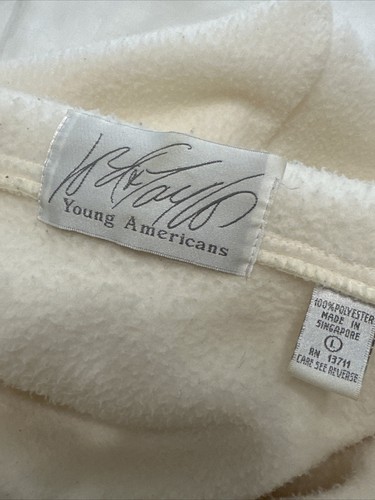 Young Americans
100% POLYESTER
MADE IN
SINGAPORE
L
RN 13711
CARE SEE REVERSE